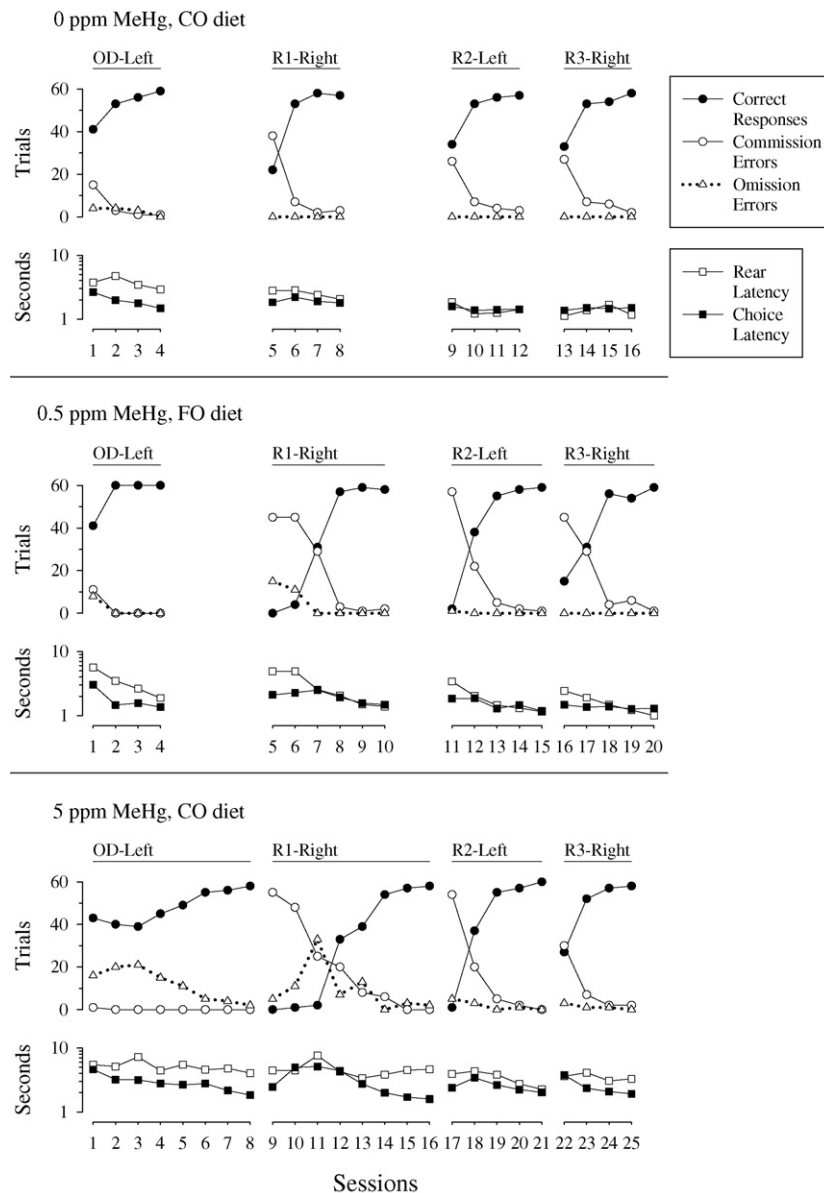 0 ppm MeHg, CO diet
OD-Left R1-Right R2-Left R3-Right
60
40
20
0
Trials
Correct
Responses
Commission
Errors
Omission
Errors
10
1
Seconds
Rear
Latency
Choice
Latency
1 2 3 4 5 6 7 8 9 10 11 12 13 14 15 16
0.5 ppm MeHg, FO diet
OD-Left R1-Right R2-Left R3-Right
60
40
20
0
Trials
10
1
Seconds
1 2 3 4 5 6 7 8 9 10 11 12 13 14 15 16 17 18 19 20
5 ppm MeHg, CO diet
OD-Left R1-Right R2-Left R3-Right
60
40
20
0
Trials
10
1
Seconds
1 2 3 4 5 6 7 8 9 10 11 12 13 14 15 16 17 18 19 20 21 22 23 24 25
Sessions